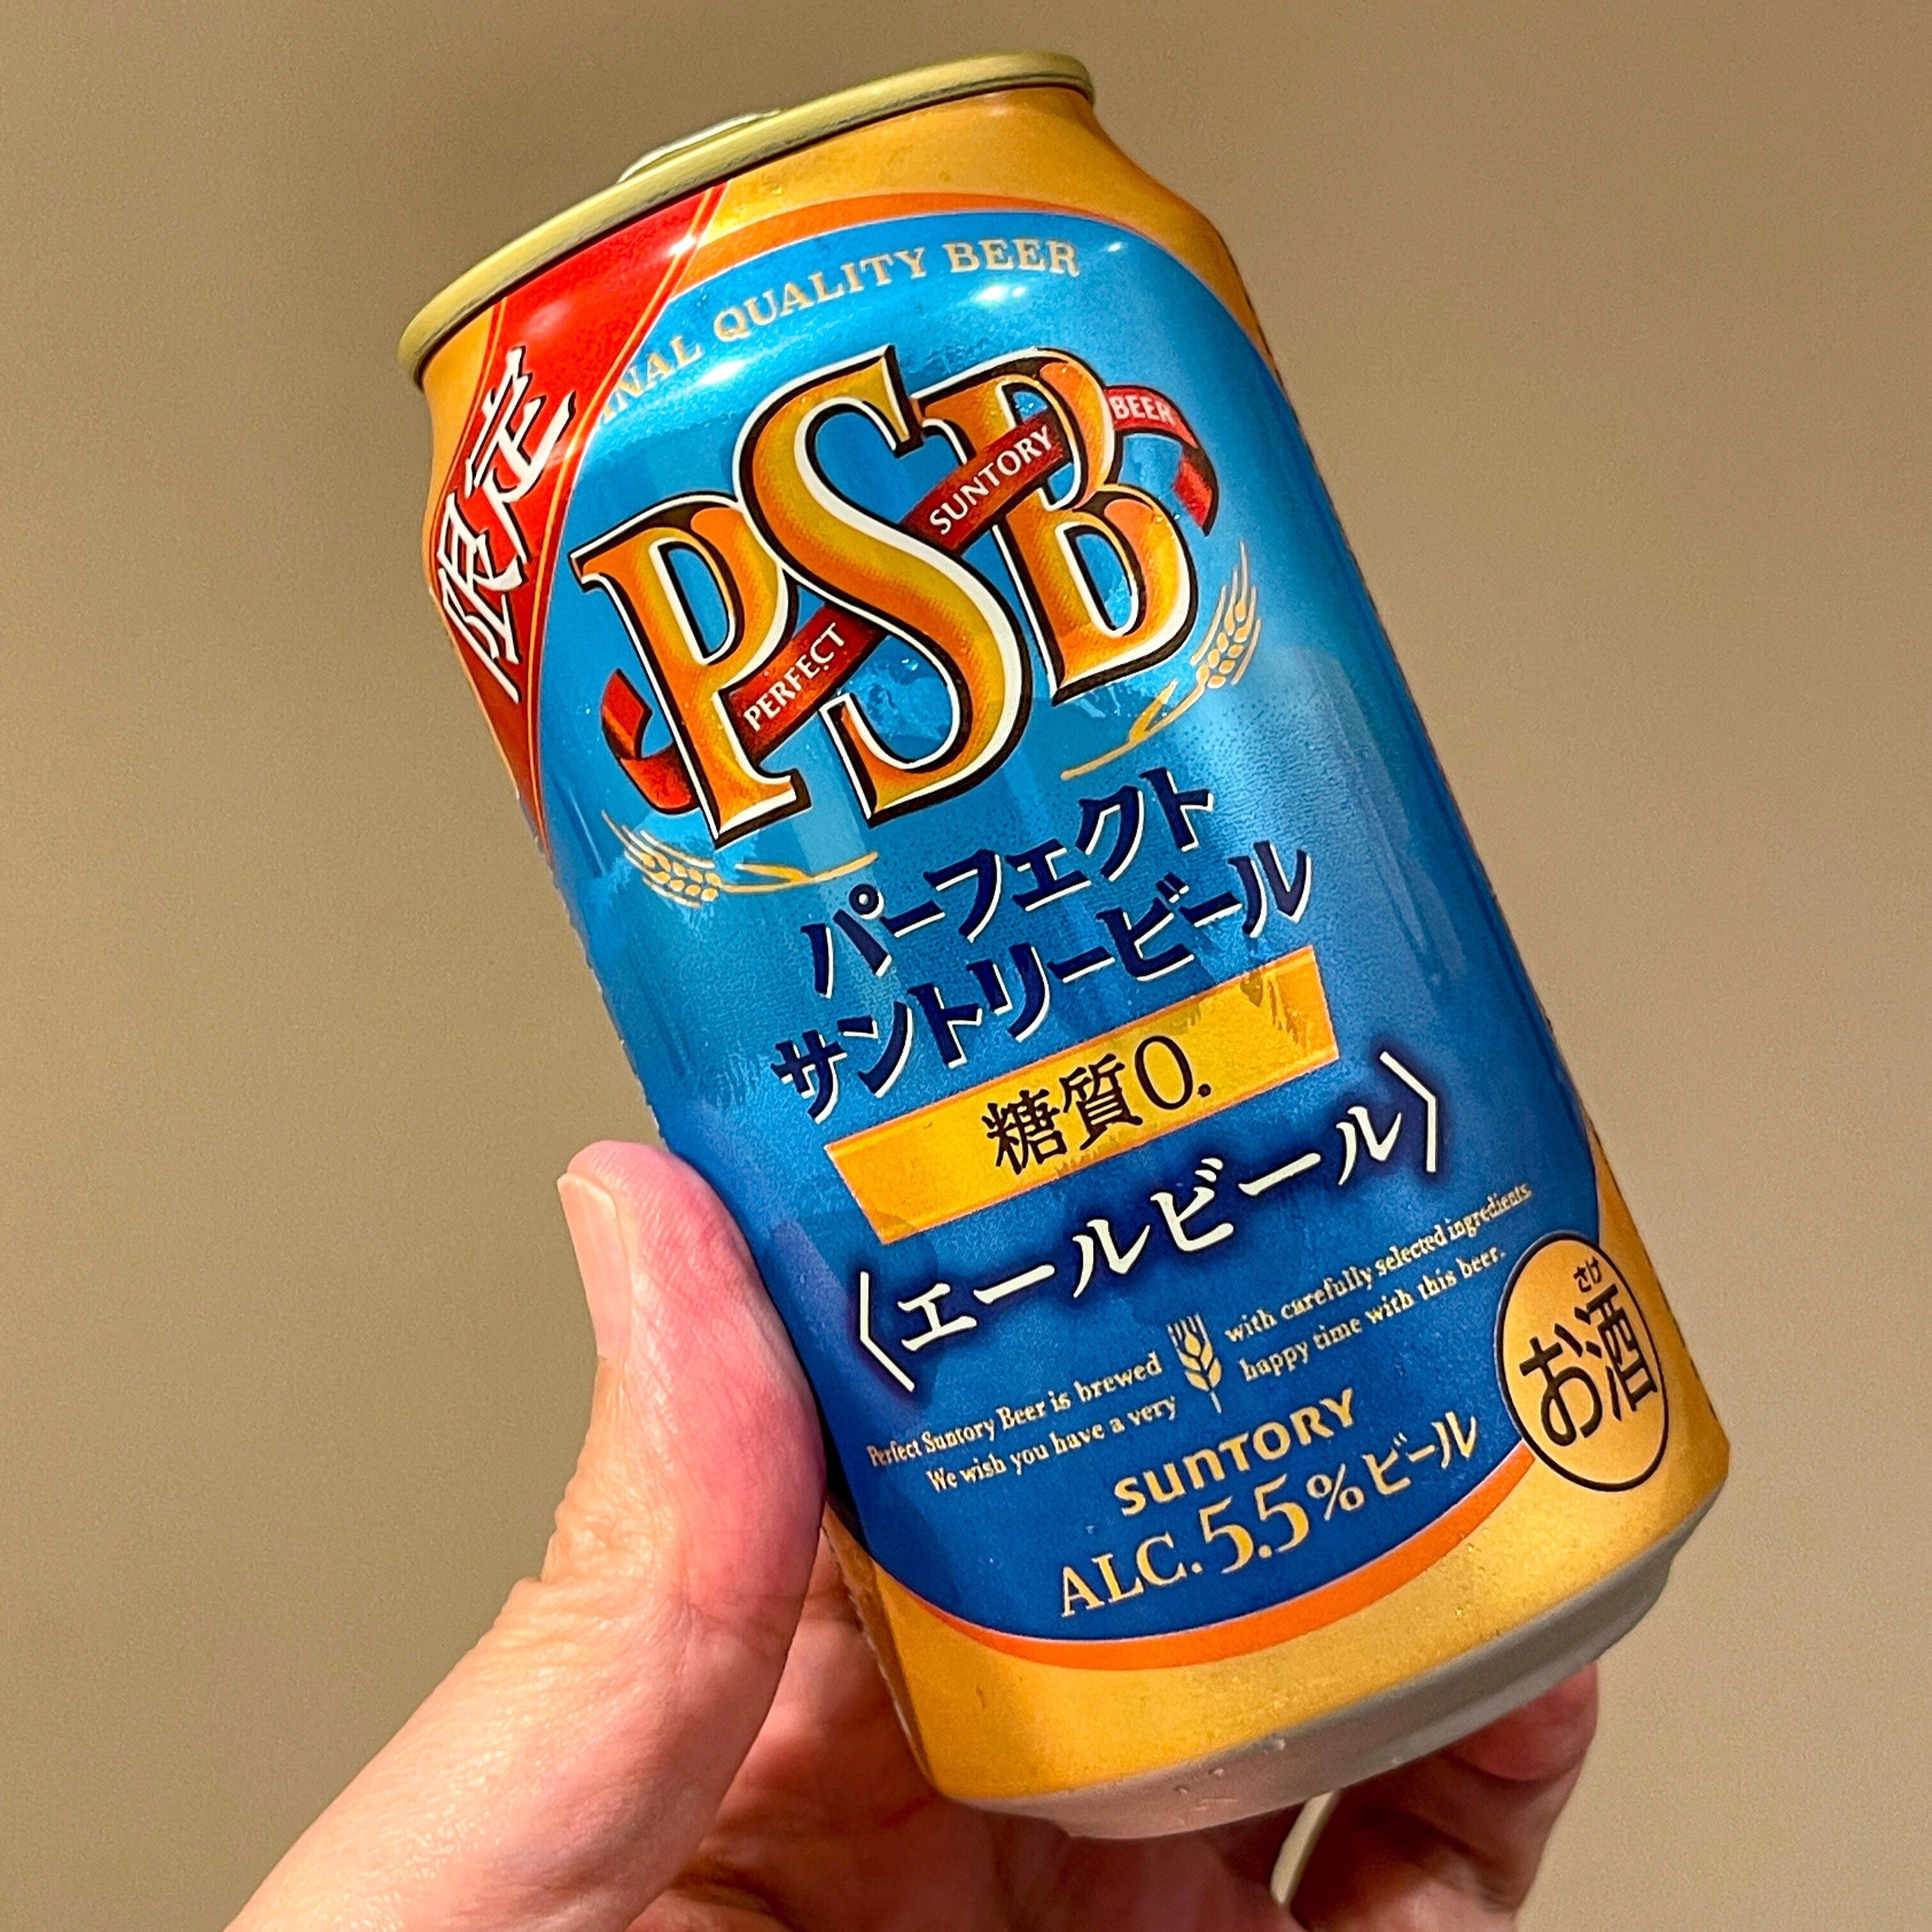 限定
QUALITY BEER
PSB
PERFECT SUNTORY BEER
パーフェクト
サントリービール
糖質0.
〈エールビール〉
Perfect Suntory Beer is brewed with carefully selected ingredients.
We wish you have a very happy time with this beer.
SUNTORY
ALC.5.5%ビール
さけ
お酒